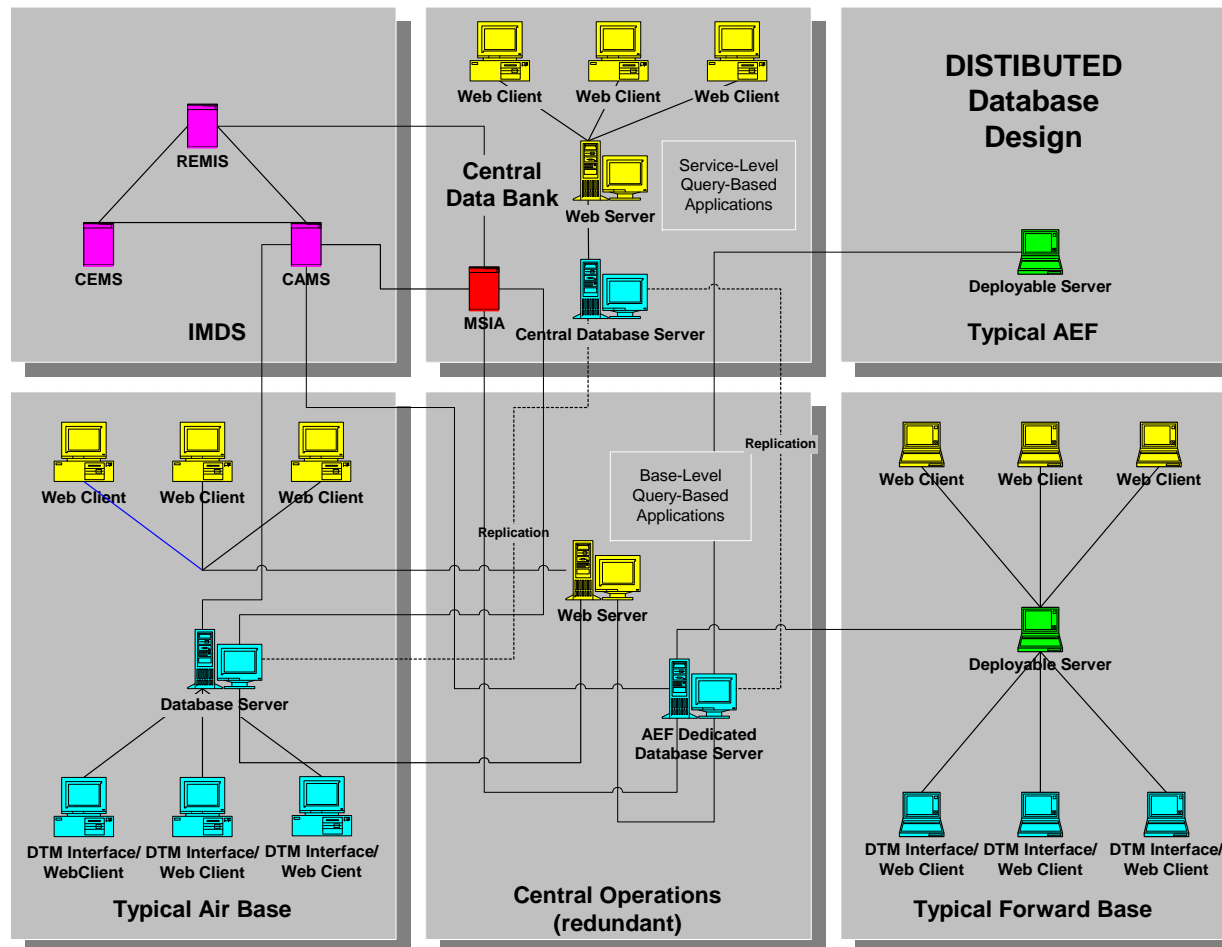 Web Client
Web Client
Web Client
DISTIBUTED
Database
Design
REMIS
Central
Data Bank
Service-Level
Query-Based
Applications
Web Server
CEMS
CAMS
MSIA
Deployable Server
IMDS
Central Database Server
Typical AEF
Web Client
Web Client
Web Client
Replication
Base-Level
Query-Based
Applications
Replication
Web Client
Web Client
Web Client
Web Server
Database Server
AEF Dedicated
Database Server
Deployable Server
DTM Interface/
WebClient
DTM Interface/
Web Client
DTM Interface/
Web Cient
DTM Interface/
Web Client
DTM Interface/
Web Client
DTM Interface/
Web Client
Typical Air Base
Central Operations
(redundant)
Typical Forward Base